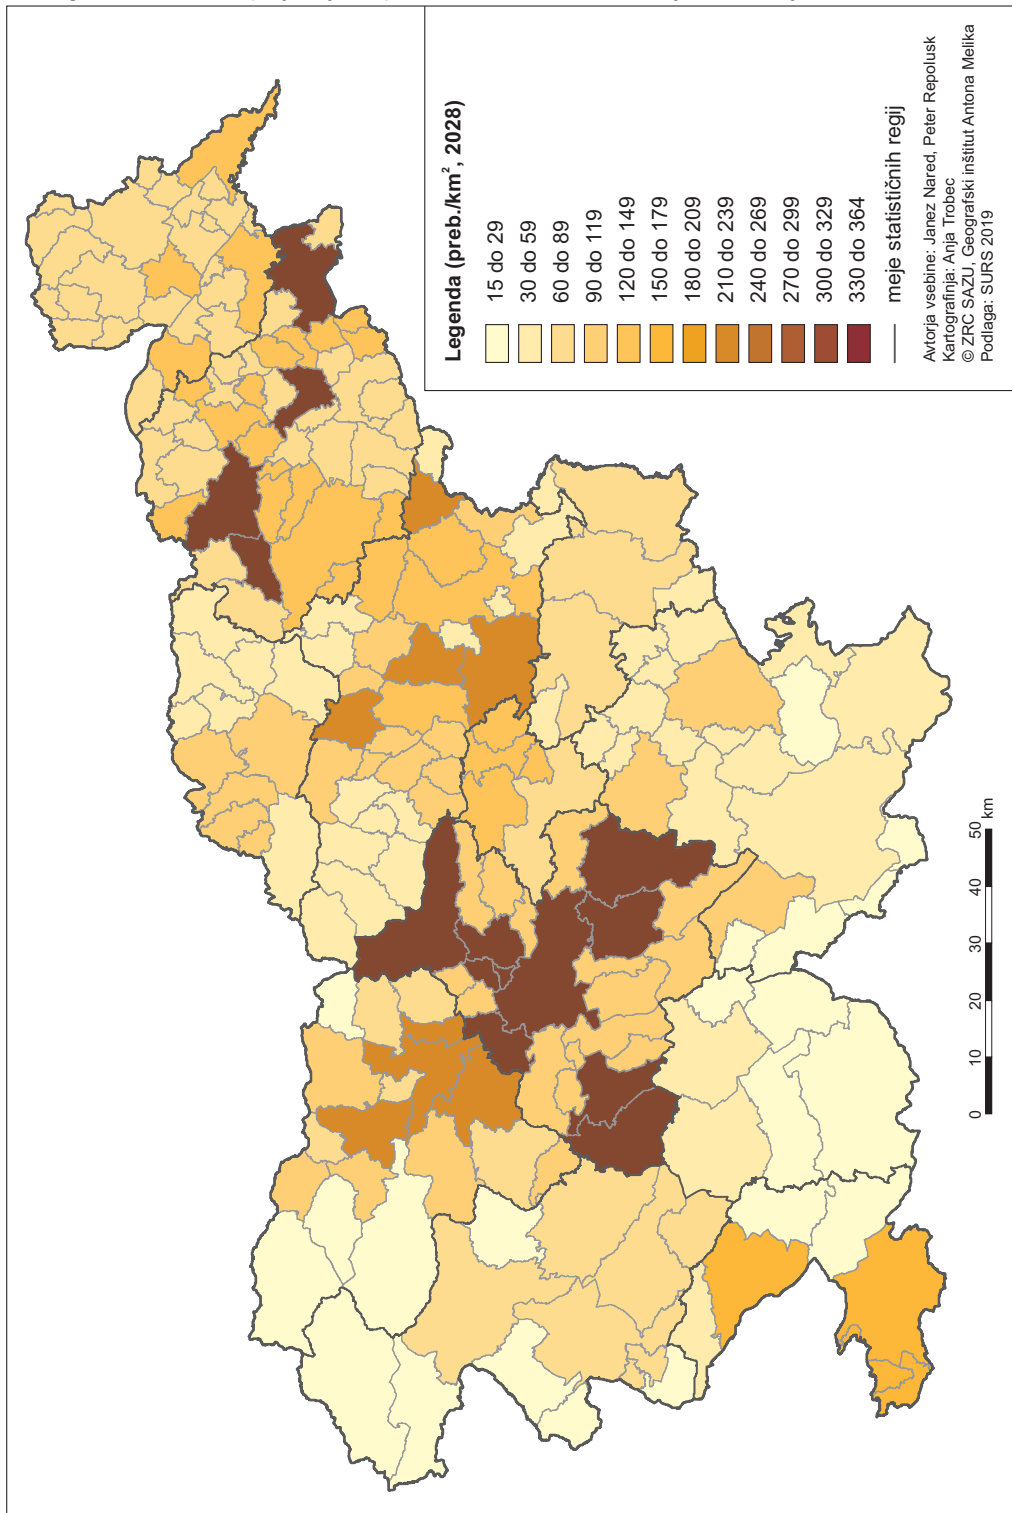 Legenda (preb./km², 2028)
15 do 29
30 do 59
60 do 89
90 do 119
120 do 149
150 do 179
180 do 209
210 do 239
240 do 269
270 do 299
300 do 329
330 do 364
meje statističnih regij
Avtorja vsebine: Janez Nared, Peter Repolusk
Kartografinja: Anja Trobec
© ZRC SAZU, Geografski inštitut Antona Melika
Podlaga: SURS 2019
0 10 20 30 40 50 km